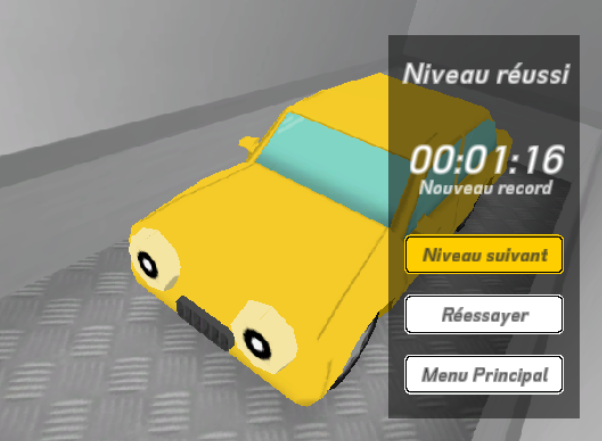 Niveau réussi
00:01:16
Nouveau record
Niveau suivant
Réessayer
Menu Principal